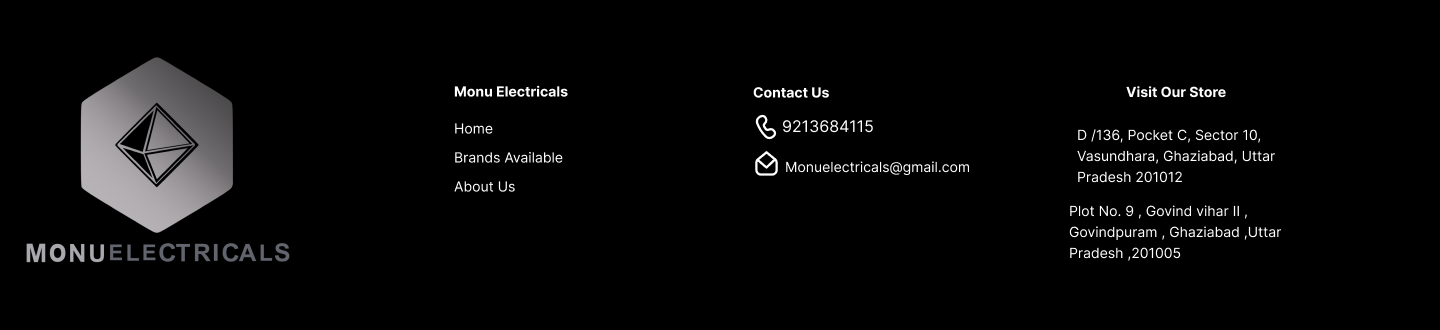 MONUELECTRICALS
Monu Electricals
Home
Brands Available
About Us
Contact Us
9213684115
Monuelectricals@gmail.com
Visit Our Store
D /136, Pocket C, Sector 10,
Vasundhara, Ghaziabad, Uttar
Pradesh 201012
Plot No. 9 , Govind vihar II ,
Govindpuram , Ghaziabad ,Uttar
Pradesh ,201005